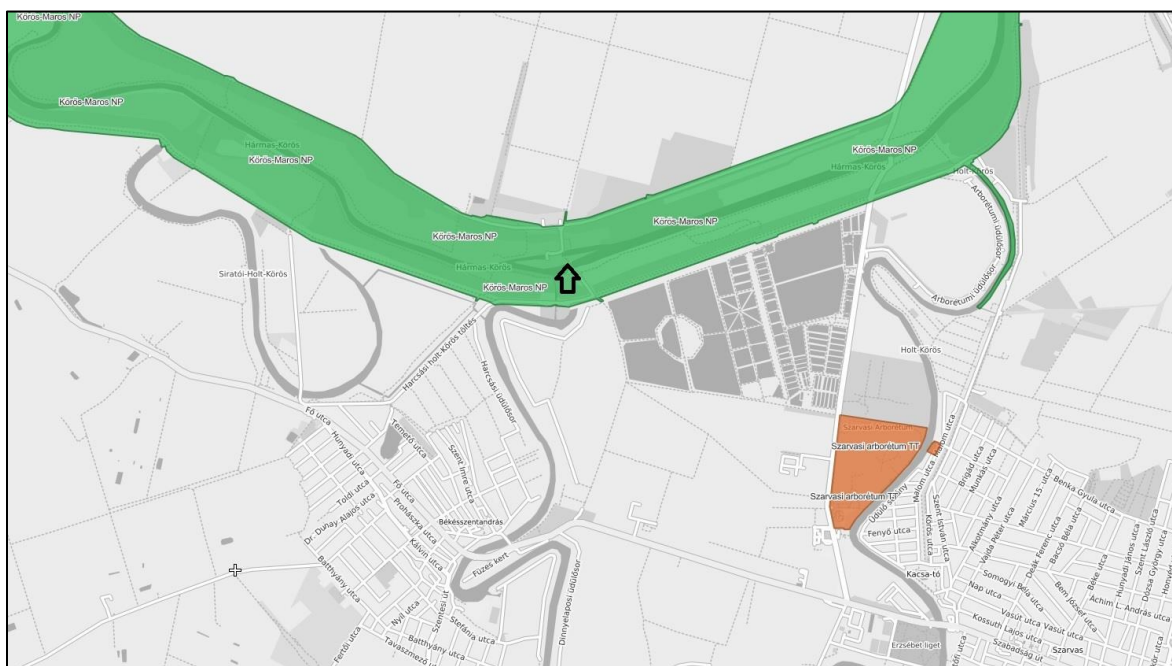 Körös-Maros NP
Körös-Maros NP
Hármas-Körös
Körös-Maros NP
Körös-Maros NP
Hármas-Körös
Holt-Körös
Arborétumi üdülősor
Körös-Maros NP
Körös-Maros NP
Hármas-Körös
Siratói-Holt-Körös
Körös-Maros NP
Arborétumi üdülősor
Harcsási holt-Körös töltés
Harcsási üdülősor
Holt-Körös
Fő utca
Hunyadi utca
Temető utca
Szent Imre utca
Toldi utca
Fő utca
Prohászka utca
Dr. Dunay Alajos utca
Kálvin utca
Békésszentandrás
Batthyány utca
Füzes kert
Nyíl utca
Szentesi út
Stefánia utca
Batthyány utca
Fertői utca
Tavaszmező utca
Dinnyelaposi üdülősor
Szarvasi Arborétum
Szarvasi arborétum TT
Szarvasi arborétum TT
Malom utca
Malom utca
Üdülő sétány
Fenyő utca
Körös utca
Szent István utca
Brigád utca
Munkás utca
Alkotmány utca
Vajda Péter utca
Március 15. utca
Benka Gyula utca
Deák Ferenc utca
Bacsó Béla utca
Kacsa-tó
Somogyi Béla utca
Nap utca
Bem József utca
Béke utca
Hunyadi János utca
Szent László utca
Dózsa György utca
Achim L. András utca
Vasút utca
Vasút utca
Kossuth Lajos utca
Szabadság út
Szarvas
Erzsébet liget